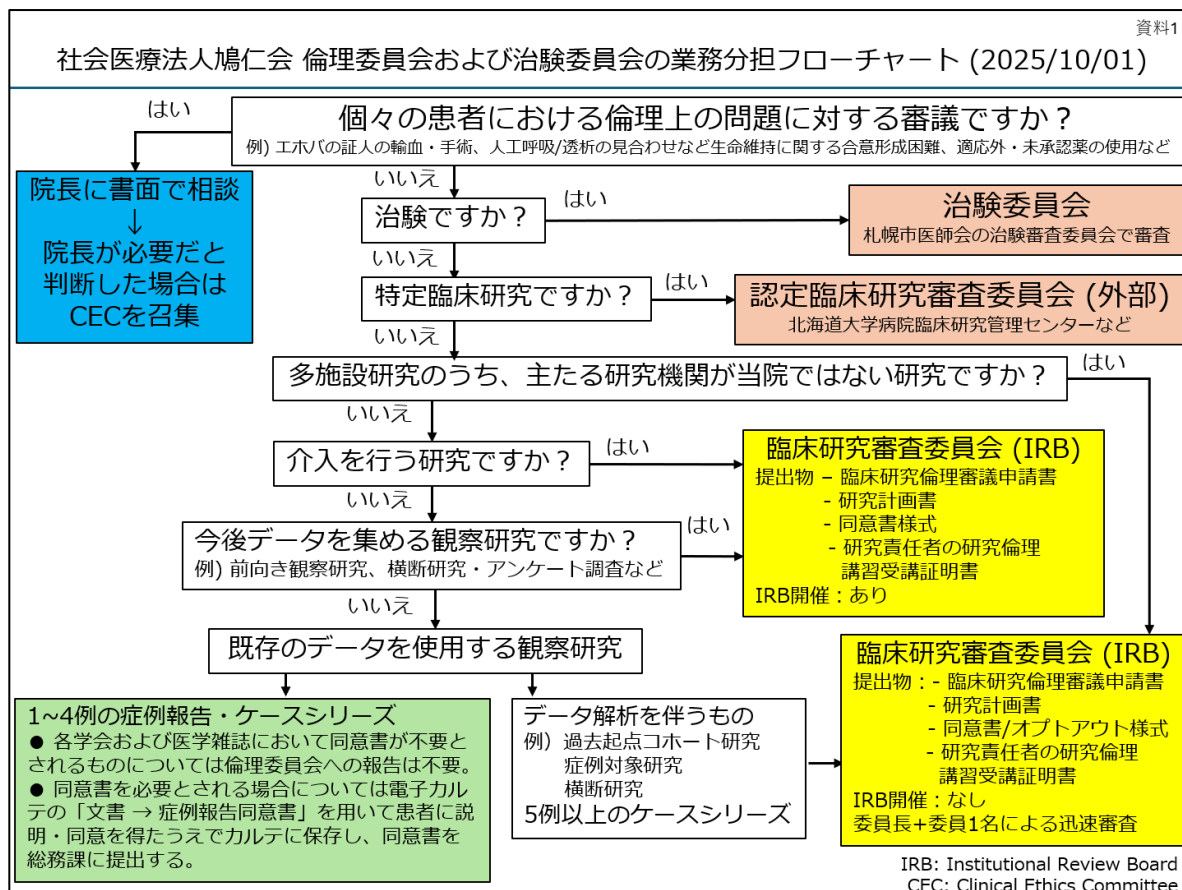 資料1
社会医療法人鳩仁会 倫理委員会および治験委員会の業務分担フローチャート (2025/10/01)
はい
個々の患者における倫理上の問題に対する審議ですか？
例) エホバの証人の輸血・手術、人工呼吸/透析の見合わせなど生命維持に関する合意形成困難、適応外・未承認薬の使用など
いいえ
院長に書面で相談
↓
院長が必要だと
判断した場合は
CECを召集
治験ですか？
はい
治験委員会
札幌市医師会の治験審査委員会で審査
いいえ
特定臨床研究ですか？
はい
認定臨床研究審査委員会 (外部)
北海道大学病院臨床研究管理センターなど
いいえ
多施設研究のうち、主たる研究機関が当院ではない研究ですか？
はい
いいえ
介入を行う研究ですか？
はい
臨床研究審査委員会 (IRB)
提出物 – 臨床研究倫理審議申請書
- 研究計画書
- 同意書様式
- 研究責任者の研究倫理
講習受講証明書
IRB開催：あり
いいえ
今後データを集める観察研究ですか？
例) 前向き観察研究、横断研究・アンケート調査など
はい
いいえ
既存のデータを使用する観察研究
臨床研究審査委員会 (IRB)
提出物：- 臨床研究倫理審議申請書
- 研究計画書
- 同意書/オプトアウト様式
- 研究責任者の研究倫理
講習受講証明書
IRB開催：なし
委員長+委員1名による迅速審査
1~4例の症例報告・ケースシリーズ
● 各学会および医学雑誌において同意書が不要と
されるものについては倫理委員会への報告は不要。
● 同意書を必要とされる場合については電子カル
テの「文書 → 症例報告同意書」を用いて患者に説
明・同意を得たうえでカルテに保存し、同意書を
総務課に提出する。
データ解析を伴うもの
例）過去起点コホート研究
症例対象研究
横断研究
5例以上のケースシリーズ
IRB: Institutional Review Board
CEC: Clinical Ethics Committee